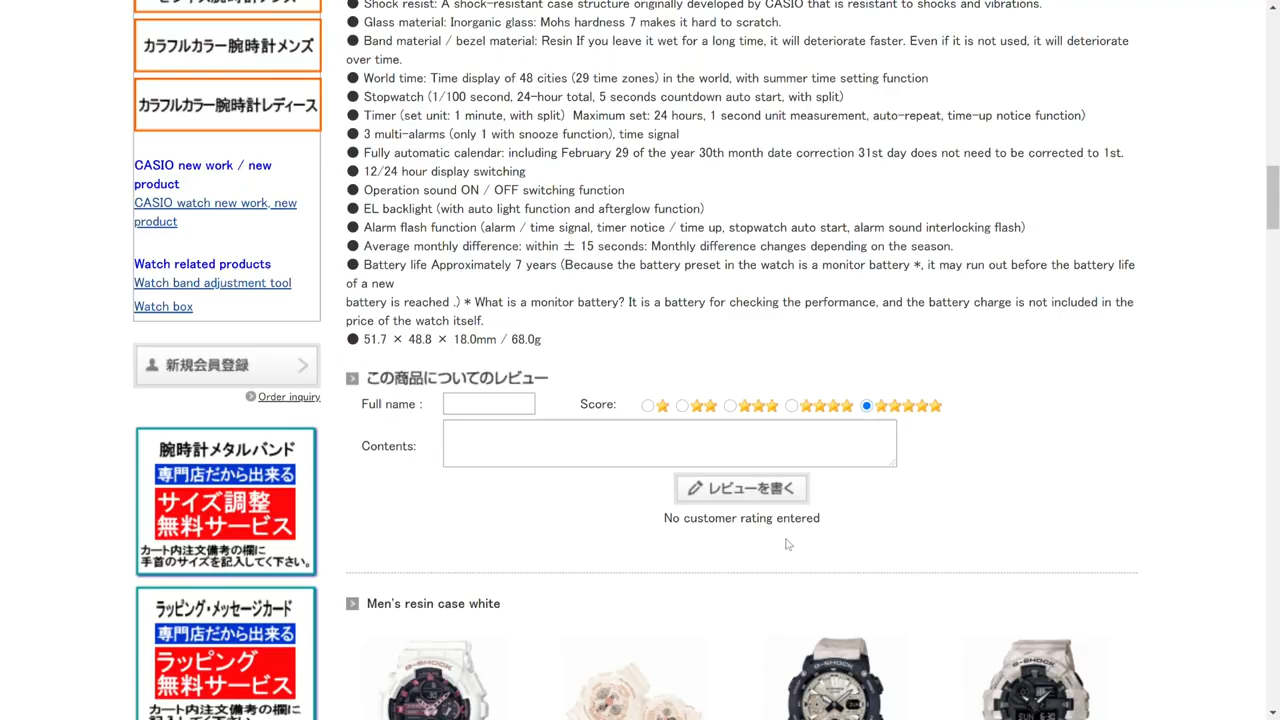 カラフルカラー腕時計メンズ
カラフルカラー腕時計レディース
CASIO new work / new
product
CASIO watch new work, new
product
Watch related products
Watch band adjustment tool
Watch box
新規会員登録
Order inquiry
腕時計メタルバンド
専門店だから出来る
サイズ調整
無料サービス
カート内注文備考の欄に
手首のサイズを記入して下さい。
ラッピング・メッセージカード
専門店だから出来る
ラッピング
無料サービス
カート内注文備考の欄に
● Shock resist: A shock-resistant case structure originally developed by CASIO that is resistant to shocks and vibrations.
● Glass material: Inorganic glass: Mohs hardness 7 makes it hard to scratch.
● Band material / bezel material: Resin If you leave it wet for a long time, it will deteriorate faster. Even if it is not used, it will deteriorate
over time.
● World time: Time display of 48 cities (29 time zones) in the world, with summer time setting function
● Stopwatch (1/100 second, 24-hour total, 5 seconds countdown auto start, with split)
● Timer (set unit: 1 minute, with split) Maximum set: 24 hours, 1 second unit measurement, auto-repeat, time-up notice function)
● 3 multi-alarms (only 1 with snooze function), time signal
● Fully automatic calendar: including February 29 of the year 30th month date correction 31st day does not need to be corrected to 1st.
● 12/24 hour display switching
● Operation sound ON / OFF switching function
● EL backlight (with auto light function and afterglow function)
● Alarm flash function (alarm / time signal, timer notice / time up, stopwatch auto start, alarm sound interlocking flash)
● Average monthly difference: within ± 15 seconds: Monthly difference changes depending on the season.
● Battery life Approximately 7 years (Because the battery preset in the watch is a monitor battery *, it may run out before the battery life
of a new
battery is reached .) * What is a monitor battery? It is a battery for checking the performance, and the battery charge is not included in the
price of the watch itself.
● 51.7 × 48.8 × 18.0mm / 68.0g
この商品についてのレビュー
Full name :
Score:
Contents:
レビューを書く
No customer rating entered
Men's resin case white
G-SHOCK
G-SHOCK
G-SHOCK